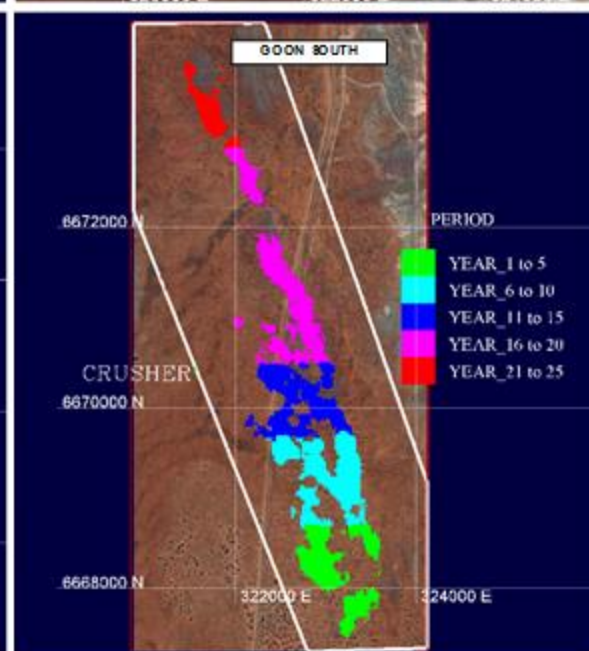 GOON SOUTH
6672000 N
PERIOD
YEAR_1 to 5
YEAR_6 to 10
YEAR_11 to 15
YEAR_16 to 20
YEAR_21 to 25
CRUSHER
6670000 N
6668000 N
322000 E
324000 E